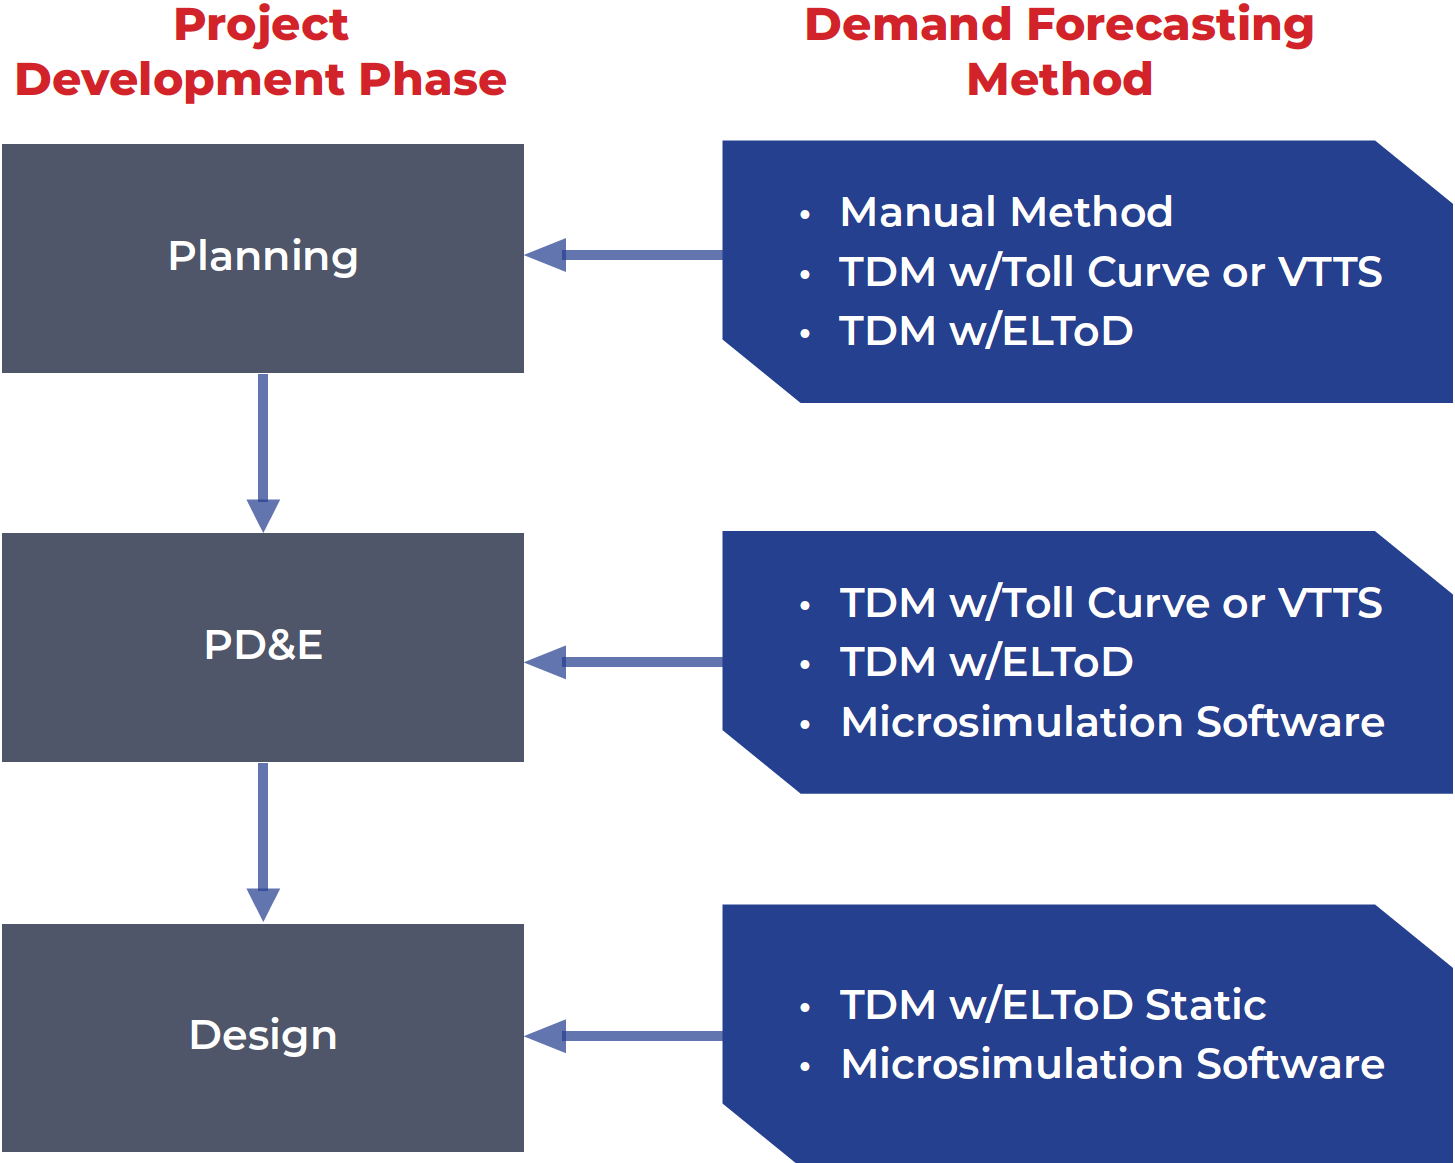 Project
Development Phase
Demand Forecasting
Method
Planning
• Manual Method
• TDM w/Toll Curve or VTTS
• TDM w/ELToD
PD&E
• TDM w/Toll Curve or VTTS
• TDM w/ELToD
• Microsimulation Software
Design
• TDM w/ELToD Static
• Microsimulation Software